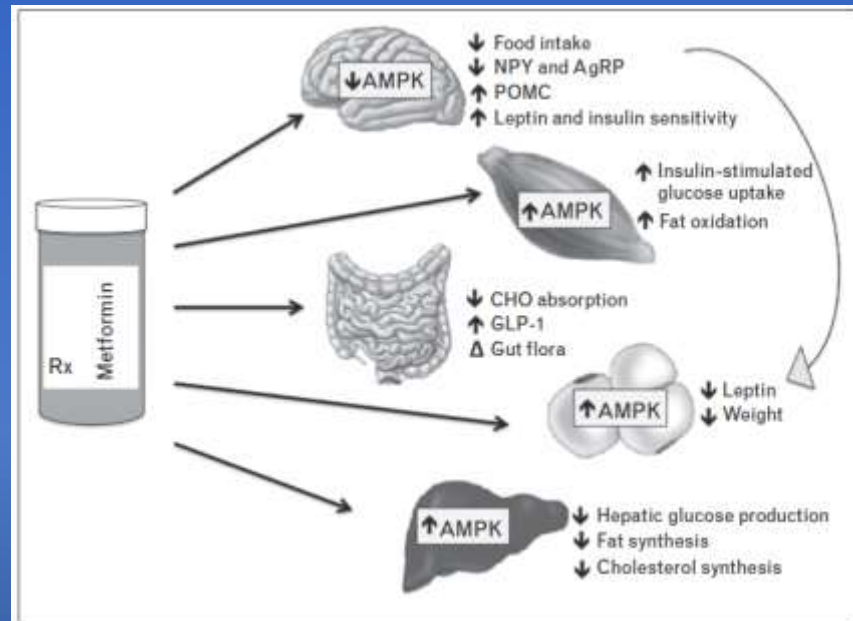 ↓ Food intake
↓ NPY and AgRP
↑ POMC
↑ Leptin and insulin sensitivity
↓AMPK
↑ Insulin-stimulated
glucose uptake
↑ Fat oxidation
↑AMPK
Rx
Metformin
↓ CHO absorption
↑ GLP-1
Δ Gut flora
↑AMPK
↓ Leptin
↓ Weight
↑AMPK
↓ Hepatic glucose production
↓ Fat synthesis
↓ Cholesterol synthesis